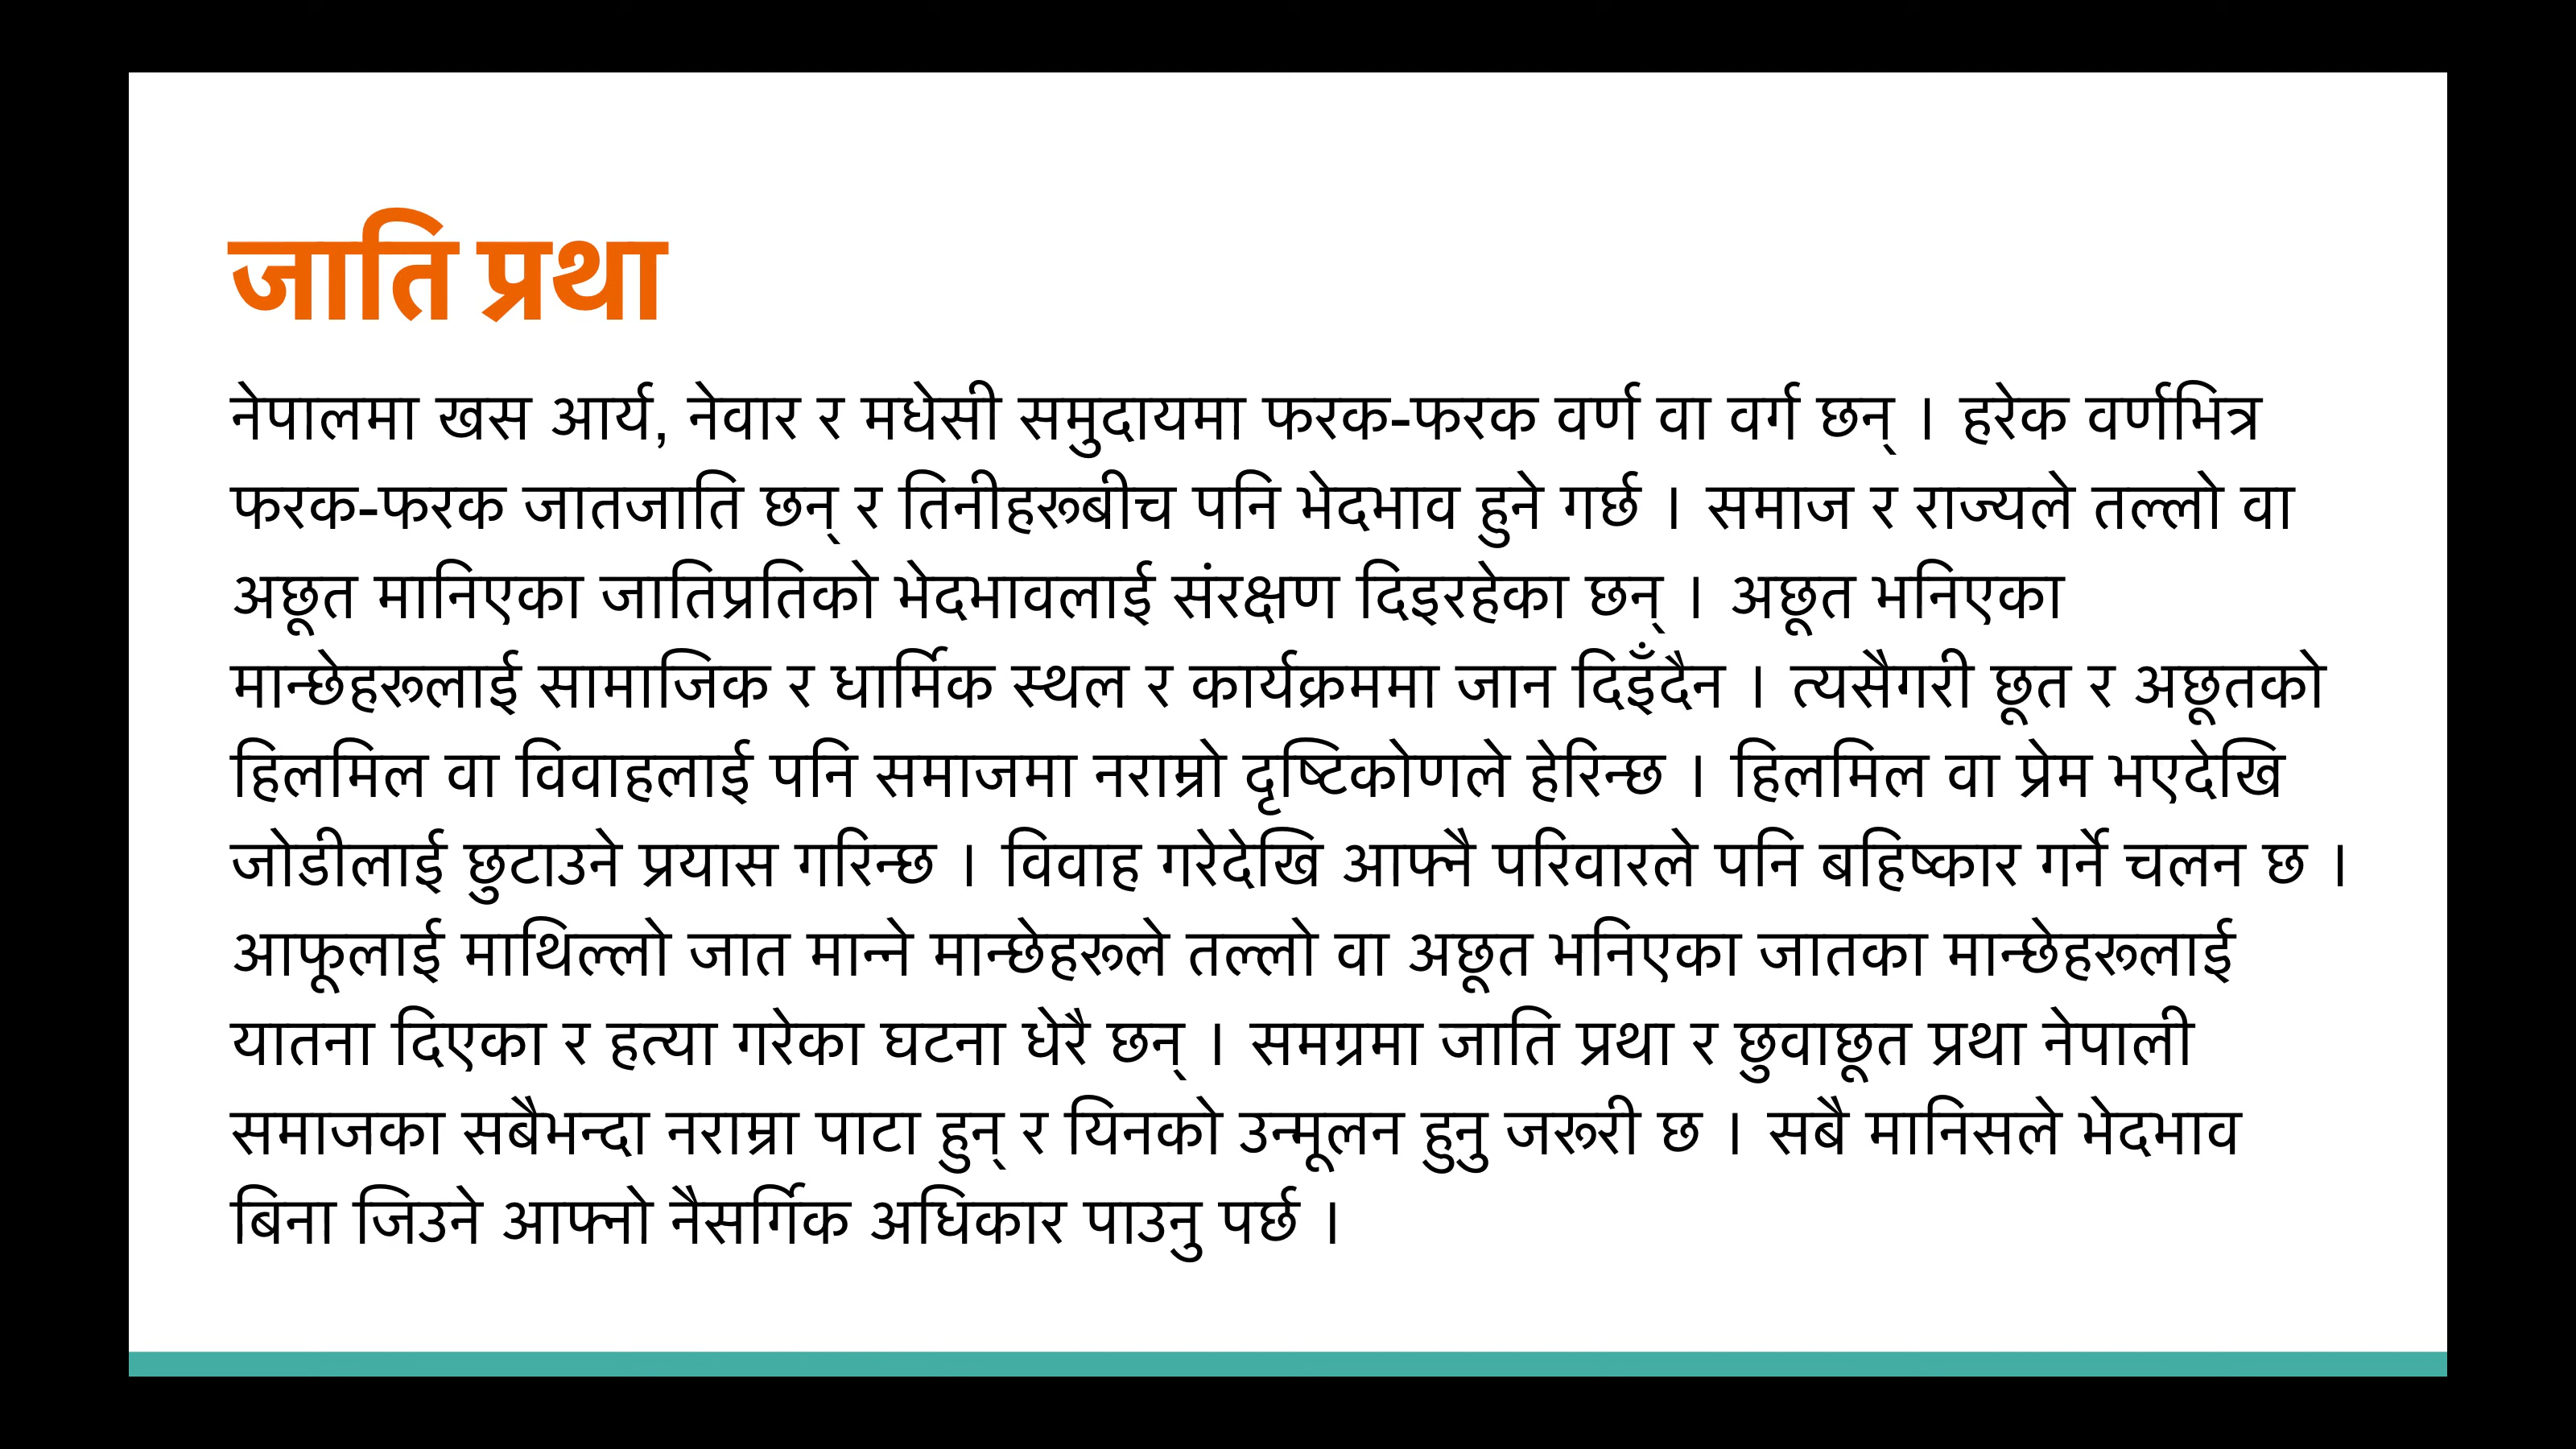 जाति प्रथा
नेपालमा खस आर्य, नेवार र मधेसी समुदायमा फरक-फरक वर्ण वा वर्ग छन् । हरेक वर्णभित्र
फरक-फरक जातजाति छन् र तिनीहरूबीच पनि भेदभाव हुने गर्छ । समाज र राज्यले तल्लो वा
अछूत मानिएका जातिप्रतिको भेदभावलाई संरक्षण दिइरहेका छन् । अछूत भनिएका
मान्छेहरूलाई सामाजिक र धार्मिक स्थल र कार्यक्रममा जान दिइँदैन । त्यसैगरी छूत र अछूतको
हिलमिल वा विवाहलाई पनि समाजमा नराम्रो दृष्टिकोणले हेरिन्छ । हिलमिल वा प्रेम भएदेखि
जोडीलाई छुटाउने प्रयास गरिन्छ । विवाह गरेदेखि आफ्नै परिवारले पनि बहिष्कार गर्ने चलन छ ।
आफूलाई माथिल्लो जात मान्ने मान्छेहरूले तल्लो वा अछूत भनिएका जातका मान्छेहरूलाई
यातना दिएका र हत्या गरेका घटना धेरै छन् । समग्रमा जाति प्रथा र छुवाछूत प्रथा नेपाली
समाजका सबैभन्दा नराम्रा पाटा हुन् र यिनको उन्मूलन हुनु जरूरी छ । सबै मानिसले भेदभाव
बिना जिउने आफ्नो नैसर्गिक अधिकार पाउनु पर्छ ।